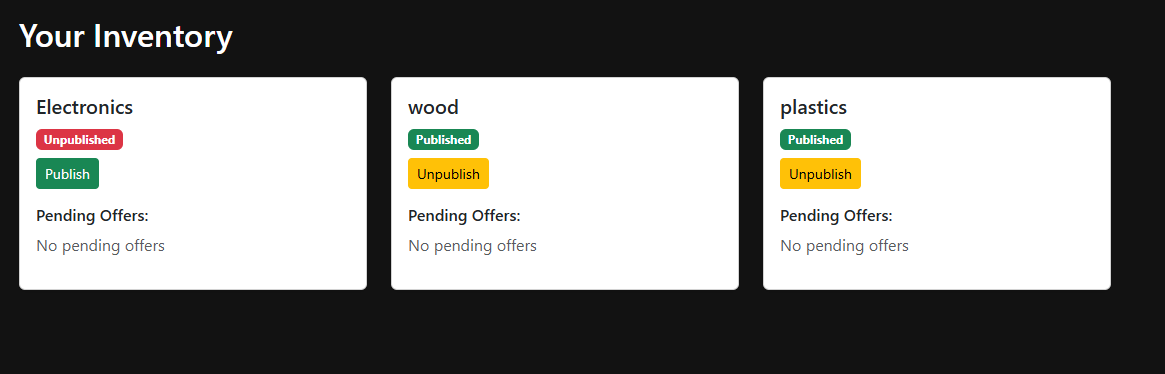 Your Inventory
Electronics
Unpublished
Publish
Pending Offers:
No pending offers
wood
Published
Unpublish
Pending Offers:
No pending offers
plastics
Published
Unpublish
Pending Offers:
No pending offers